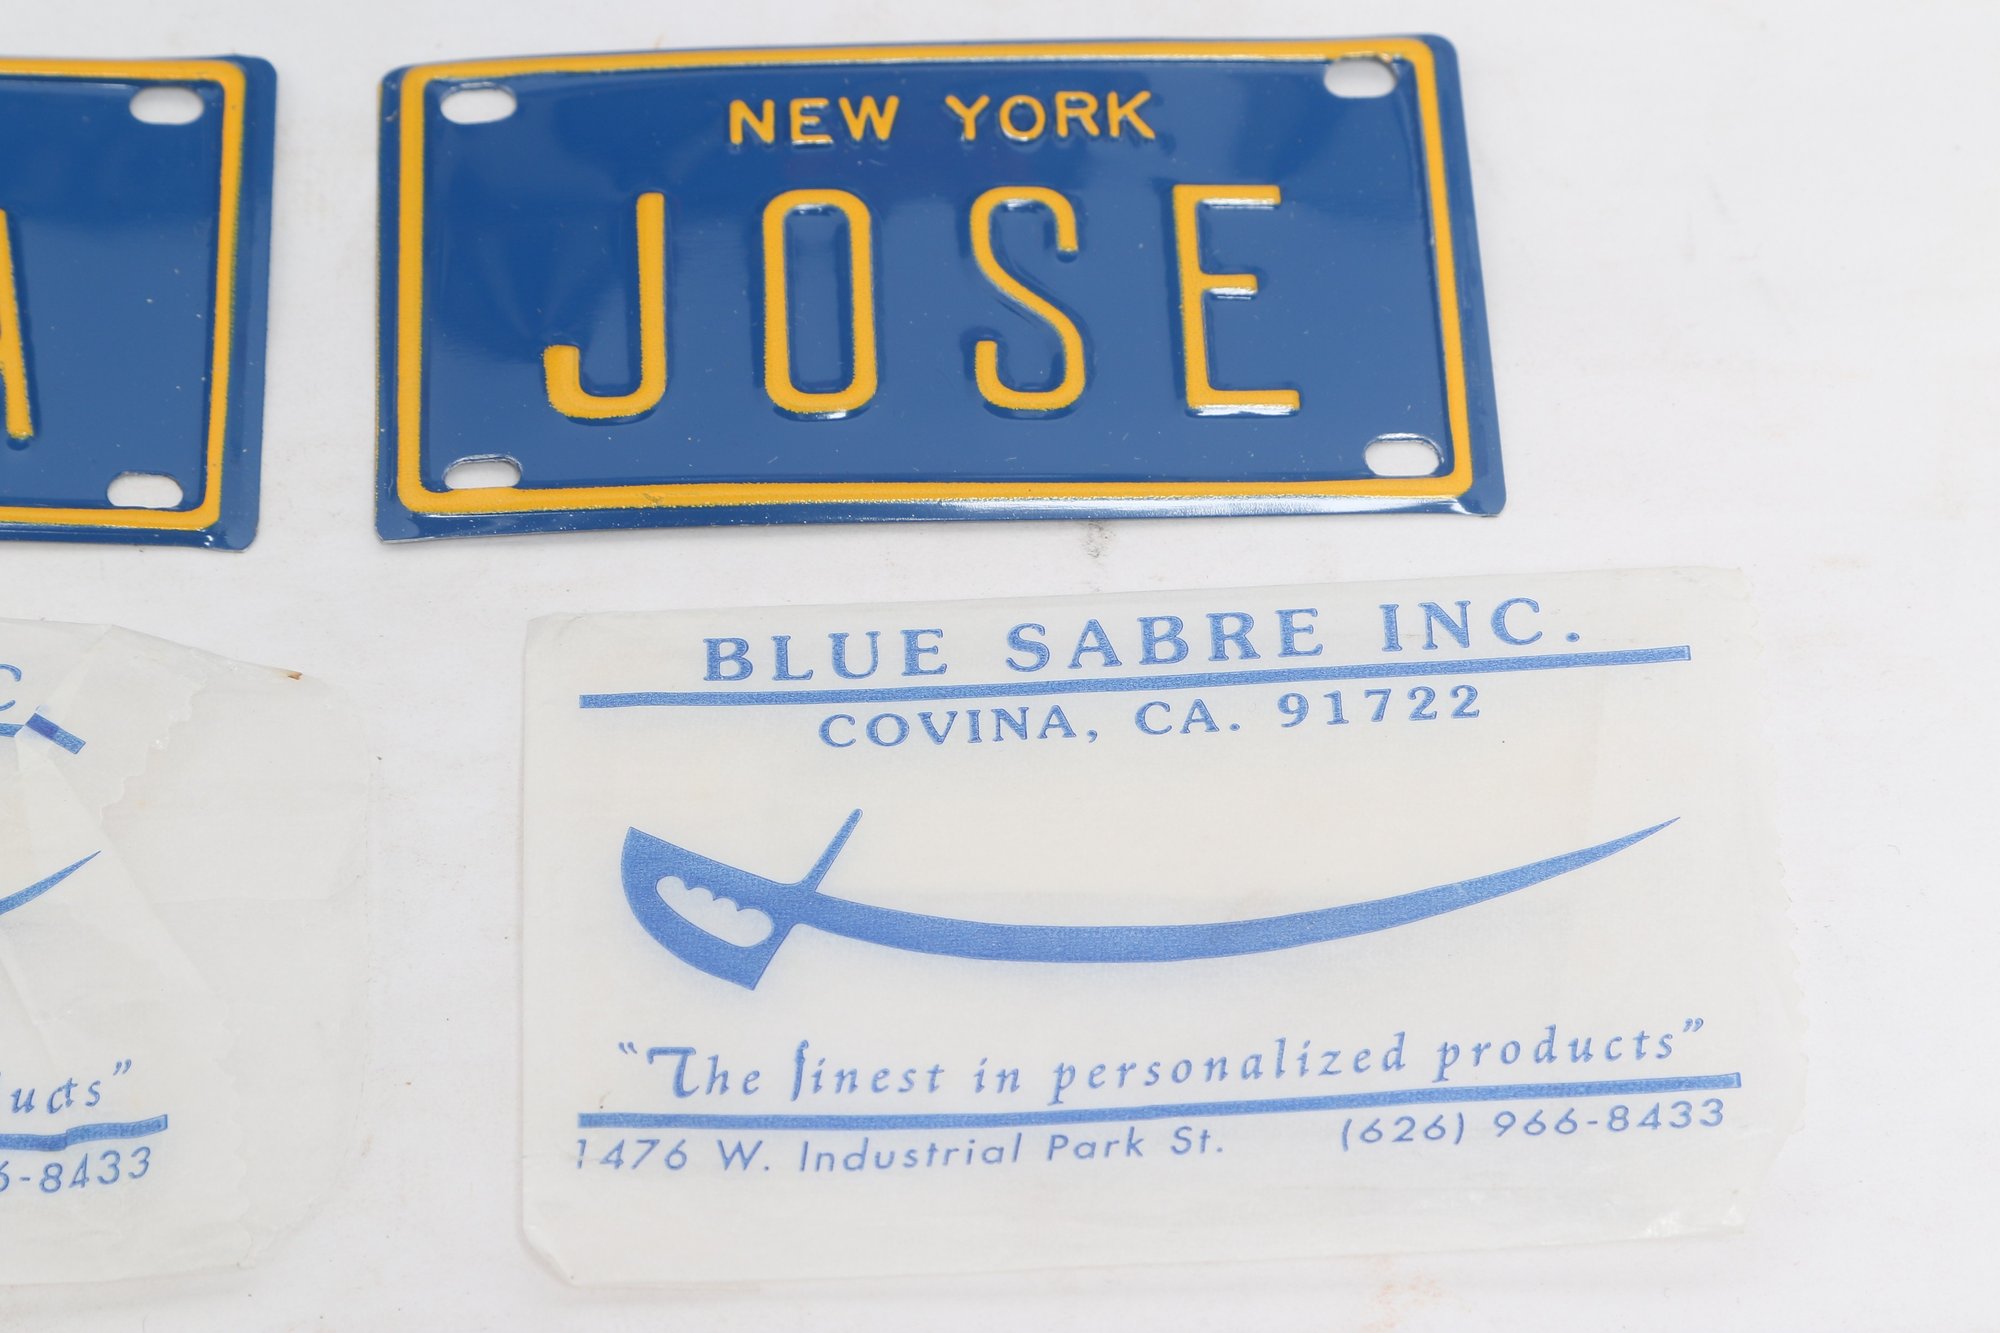 NEW YORK
JOSE
A
BLUE SABRE INC.
COVINA, CA. 91722
"The finest in personalized products"
1476 W. Industrial Park St. (626) 966-8433
C
ucts"
6-8433